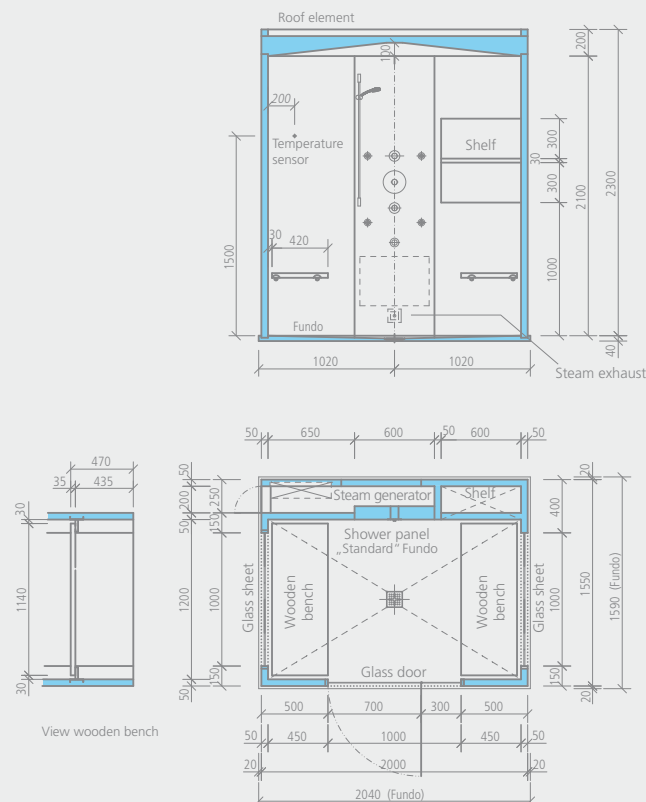 Roof element
100
200
200
Temperature
sensor
Shelf
300
30
300
2100
2300
1500
30
420
1000
Fundo
40
1020
1020
Steam exhaust
50
650
600
50
600
50
470
35
435
30
1140
30
50
200
50
250
150
1200
1000
50
150
Steam generator
Shelf
Shower panel
„Standard“ Fundo
Glass sheet
Wooden
bench
Wooden
bench
Glass sheet
Glass door
20
400
1000
150
1550
1590 (Fundo)
20
View wooden bench
500
700
300
500
50
450
1000
450
50
20
2000
20
2040 (Fundo)